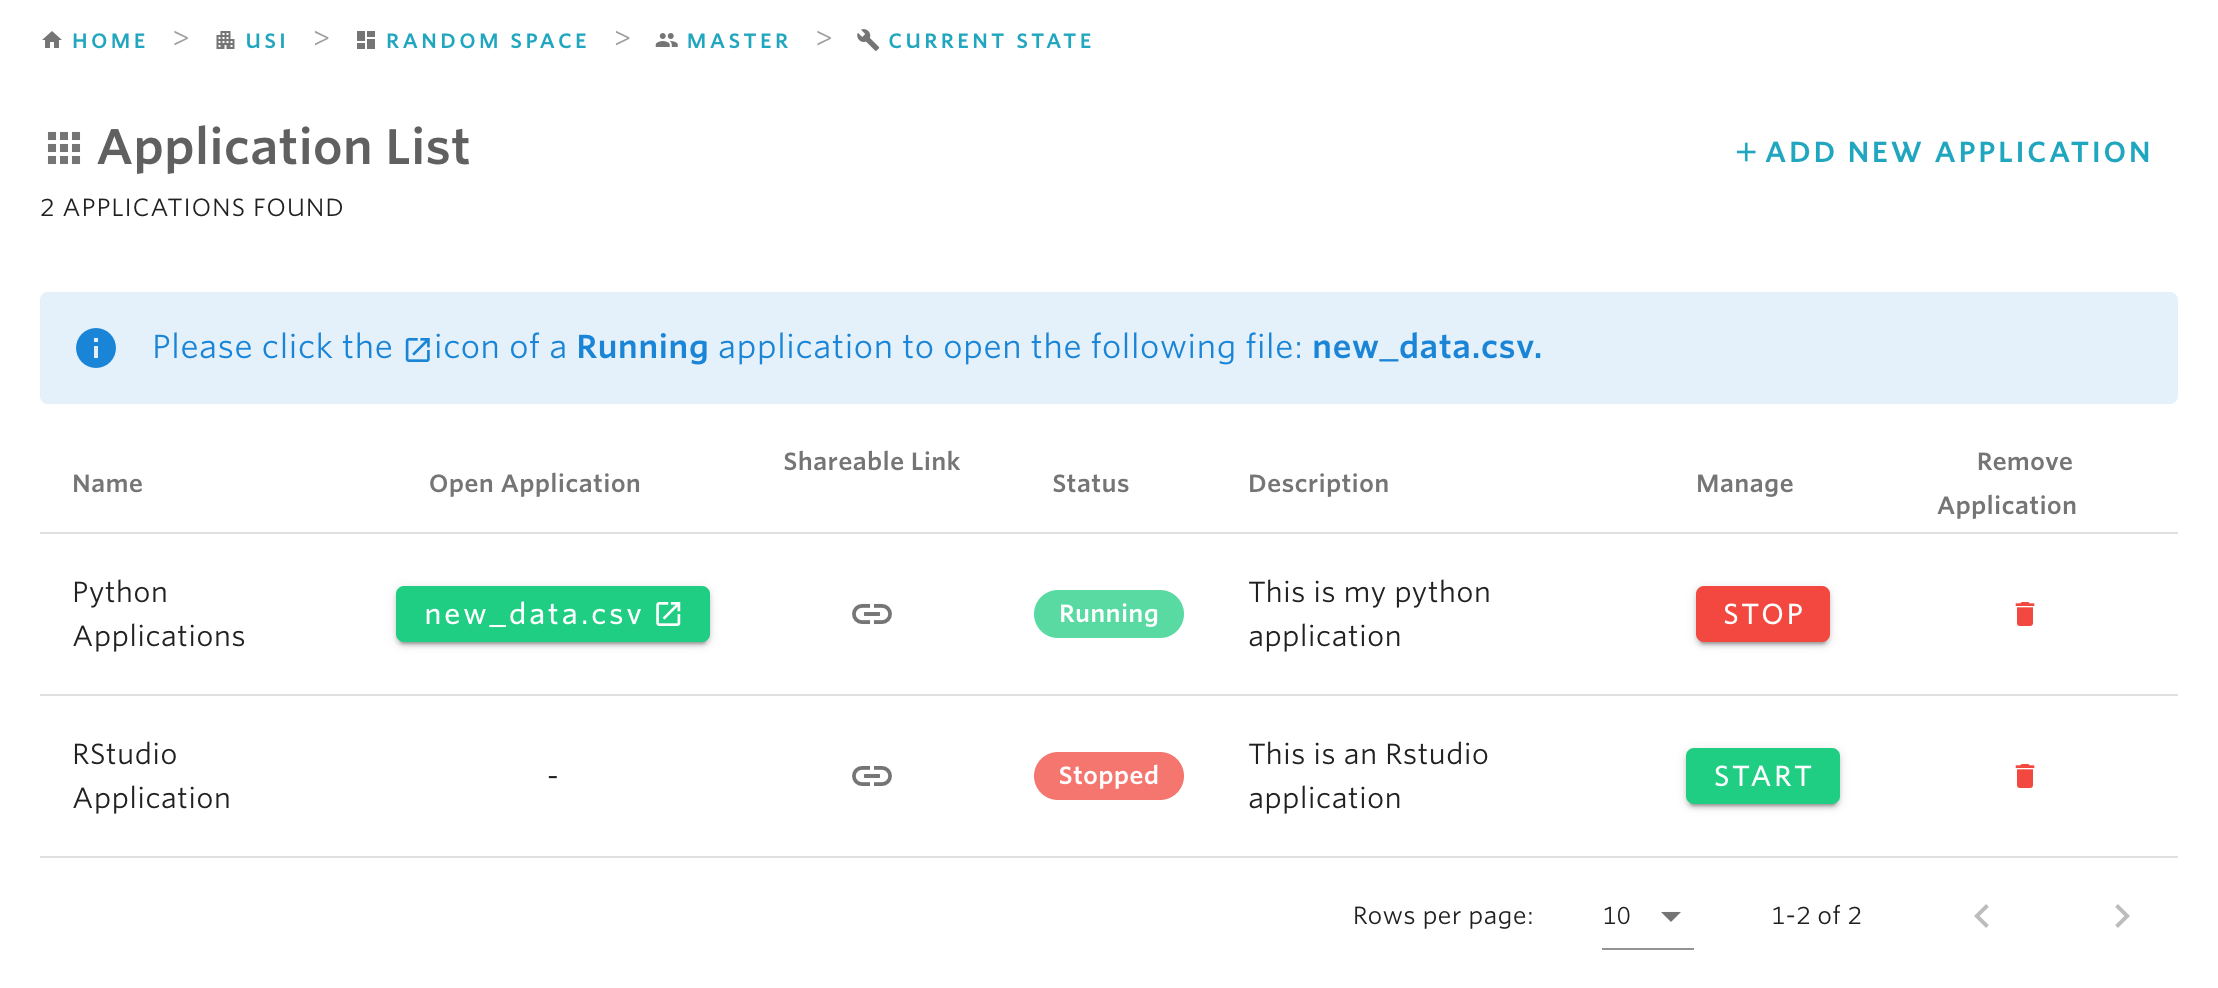 HOME > USI > RANDOM SPACE > MASTER > CURRENT STATE
Application List
+ ADD NEW APPLICATION
2 APPLICATIONS FOUND
Please click the icon of a Running application to open the following file: new_data.csv.
Name Open Application Shareable Link Status Description Manage Remove
Application
Python
Applications
new_data.csv
Running
This is my python
application
STOP
RStudio
Application
-
Stopped
This is an Rstudio
application
START
Rows per page: 10 1-2 of 2 < >